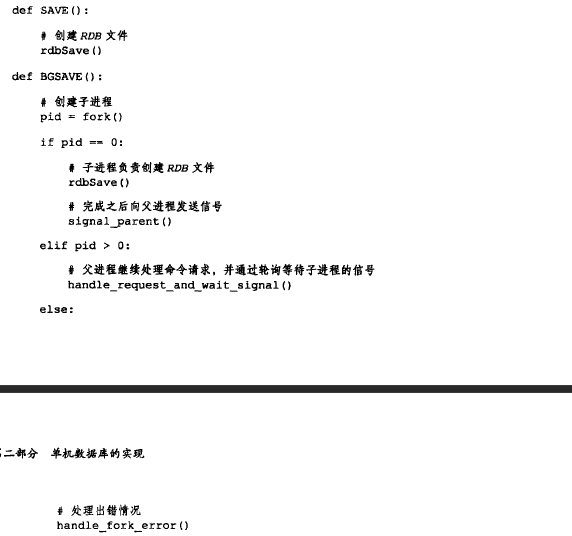 def SAVE():
# 创建 RDB 文件
rdbSave()
def BGSAVE():
# 创建子进程
pid = fork()
if pid == 0:
# 子进程负责创建 RDB 文件
rdbSave()
# 完成之后向父进程发送信号
signal_parent()
elif pid > 0:
# 父进程继续处理命令请求，并通过轮询等待子进程的信号
handle_request_and_wait_signal()
else:
二部分 单机数据库的实现
# 处理出错情况
handle_fork_error()